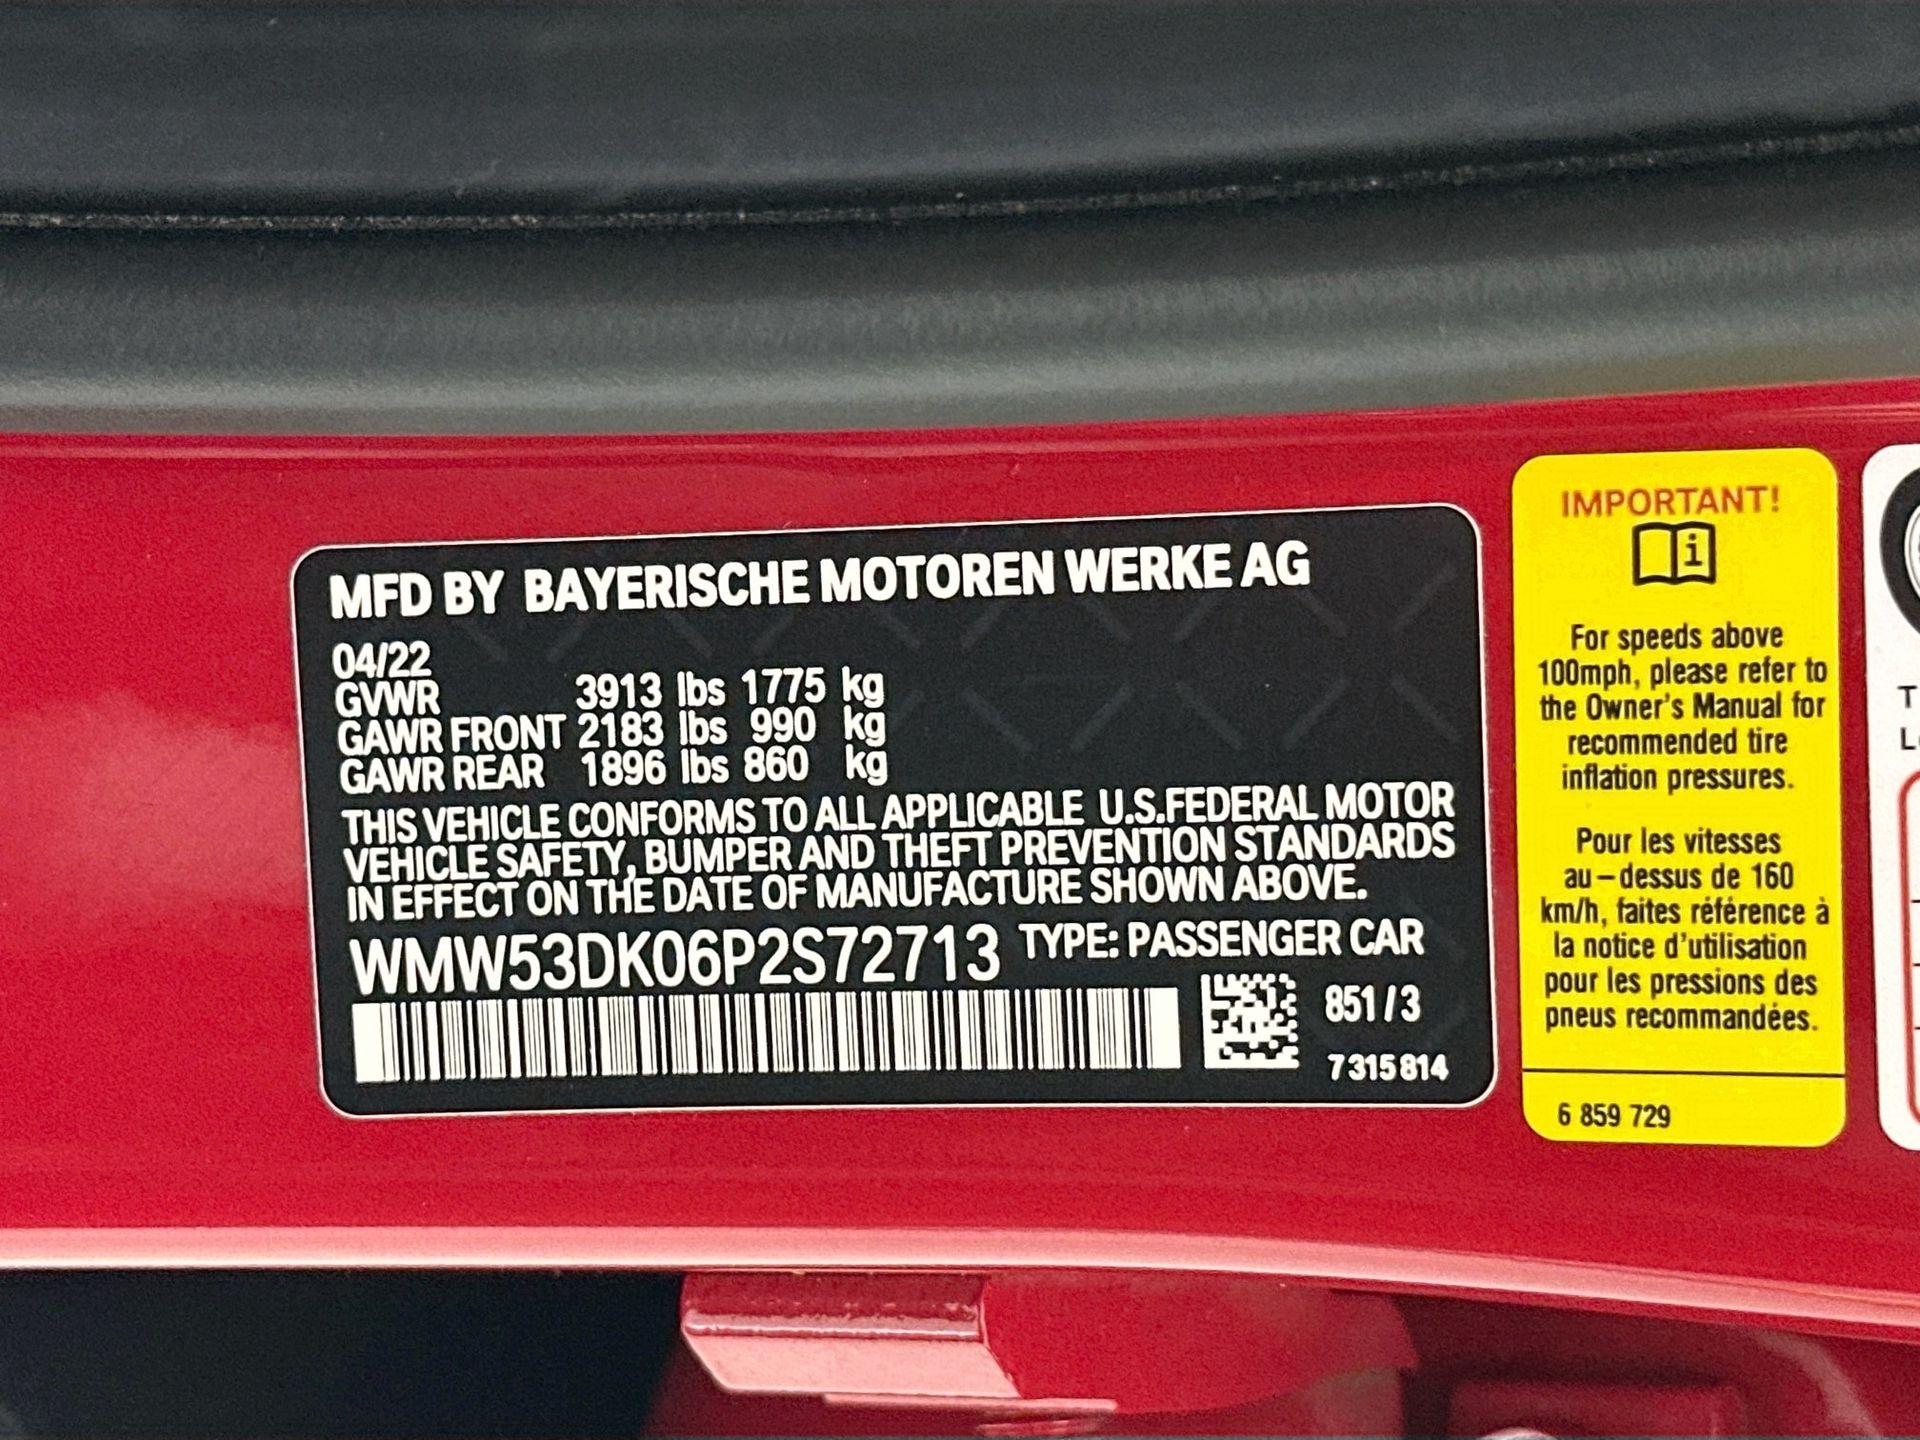 MFD BY BAYERISCHE MOTOREN WERKE AG
04/22
GVWR 3913 lbs 1775 kg
GAWR FRONT 2183 lbs 990 kg
GAWR REAR 1896 lbs 860 kg
THIS VEHICLE CONFORMS TO ALL APPLICABLE U.S.FEDERAL MOTOR
VEHICLE SAFETY, BUMPER AND THEFT PREVENTION STANDARDS
IN EFFECT ON THE DATE OF MANUFACTURE SHOWN ABOVE.
WMW53DK06P2S72713 TYPE: PASSENGER CAR
851/3
7315814
IMPORTANT!
i
For speeds above
100mph, please refer to
the Owner's Manual for
recommended tire
inflation pressures.
Pour les vitesses
au-dessus de 160
km/h, faites référence à
la notice d'utilisation
pour les pressions des
pneus recommandées.
6 859 729